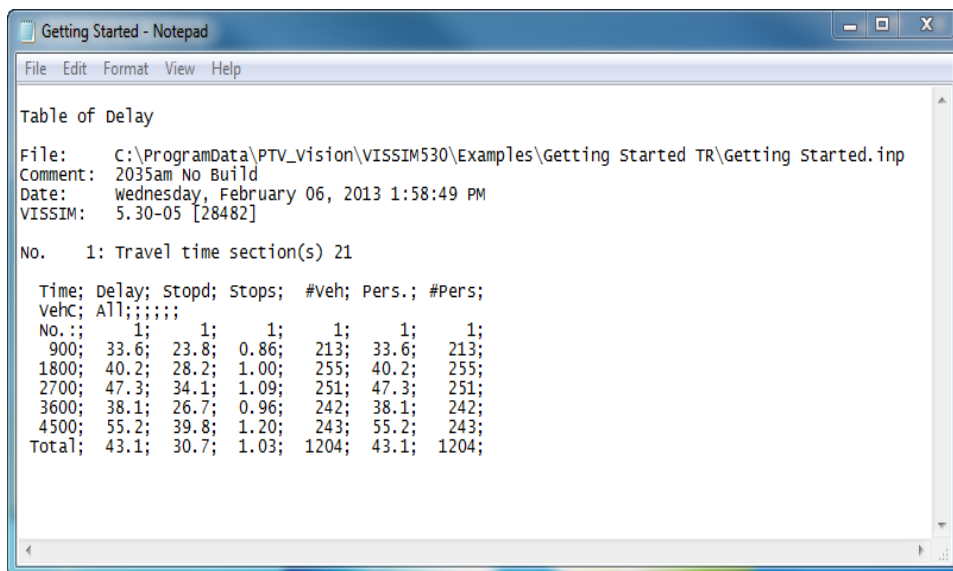 Getting Started - Notepad
File Edit Format View Help
Table of Delay
File: C:\ProgramData\PTV_Vision\VISSIM530\Examples\Getting Started TR\Getting Started.inp
Comment: 2035am No Build
Date: Wednesday, February 06, 2013 1:58:49 PM
VISSIM: 5.30-05 [28482]
No. 1: Travel time section(s) 21
Time; Delay; Stopd; Stops; #Veh; Pers.; #Pers;
VehC; All;;;;;;
No.:; 1; 1; 1; 1; 1; 1;
900; 33.6; 23.8; 0.86; 213; 33.6; 213;
1800; 40.2; 28.2; 1.00; 255; 40.2; 255;
2700; 47.3; 34.1; 1.09; 251; 47.3; 251;
3600; 38.1; 26.7; 0.96; 242; 38.1; 242;
4500; 55.2; 39.8; 1.20; 243; 55.2; 243;
Total; 43.1; 30.7; 1.03; 1204; 43.1; 1204;